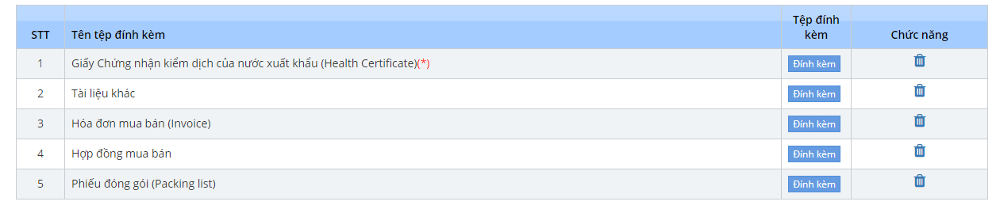 STT Tên tệp đính kèm Tệp đính kèm Chức năng
1 Giấy Chứng nhận kiểm dịch của nước xuất khẩu (Health Certificate)(*) Đính kèm
2 Tài liệu khác Đính kèm
3 Hóa đơn mua bán (Invoice) Đính kèm
4 Hợp đồng mua bán Đính kèm
5 Phiếu đóng gói (Packing list) Đính kèm